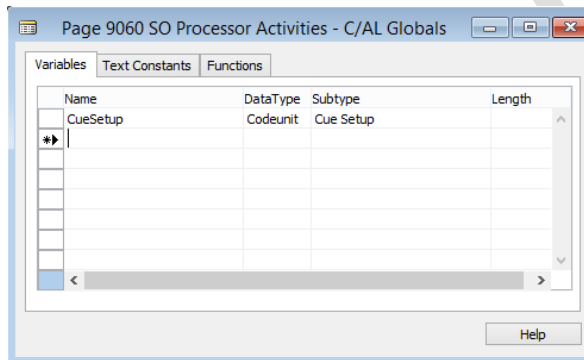 Page 9060 SO Processor Activities - C/AL Globals
Variables Text Constants Functions
Name DataType Subtype Length
CueSetup Codeunit Cue Setup
Help